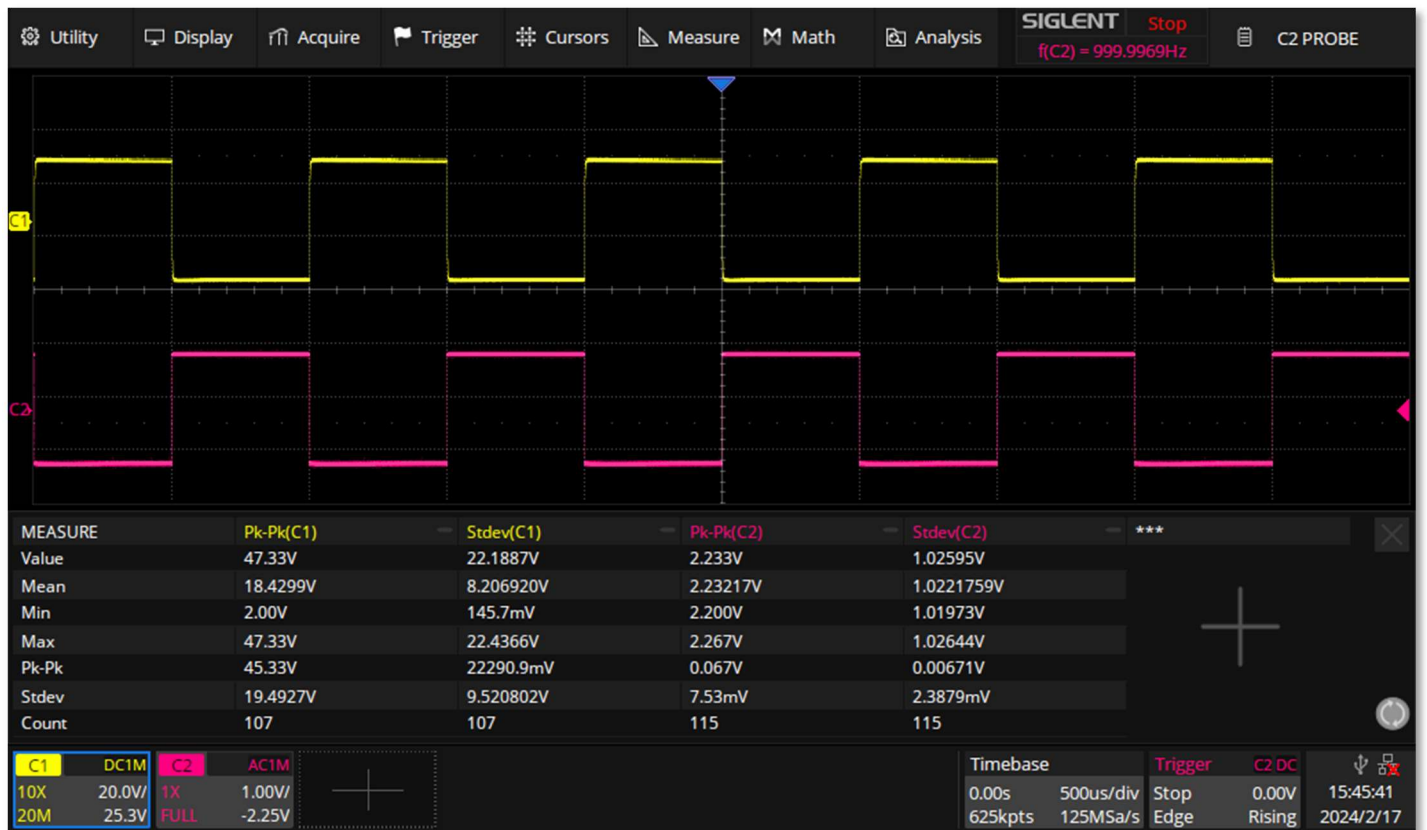 Utility Display Acquire Trigger Cursors Measure Math Analysis SIGLENT Stop C2 PROBE
f(C2) = 999.9969Hz
C1
C2
MEASURE Pk-Pk(C1) Stdev(C1) Pk-Pk(C2) Stdev(C2) ***
Value 47.33V 22.1887V 2.233V 1.02595V
Mean 18.4299V 8.206920V 2.23217V 1.0221759V
Min 2.00V 145.7mV 2.200V 1.01973V
Max 47.33V 22.4366V 2.267V 1.02644V
Pk-Pk 45.33V 22290.9mV 0.067V 0.00671V
Stdev 19.4927V 9.520802V 7.53mV 2.3879mV
Count 107 107 115 115
C1 DC1M C2 AC1M Timebase Trigger C2 DC
10X 20.0V/ 1X 1.00V/ 0.00s 500us/div Stop 0.00V 15:45:41
20M 25.3V FULL -2.25V 625kpts 125MSa/s Edge Rising 2024/2/17